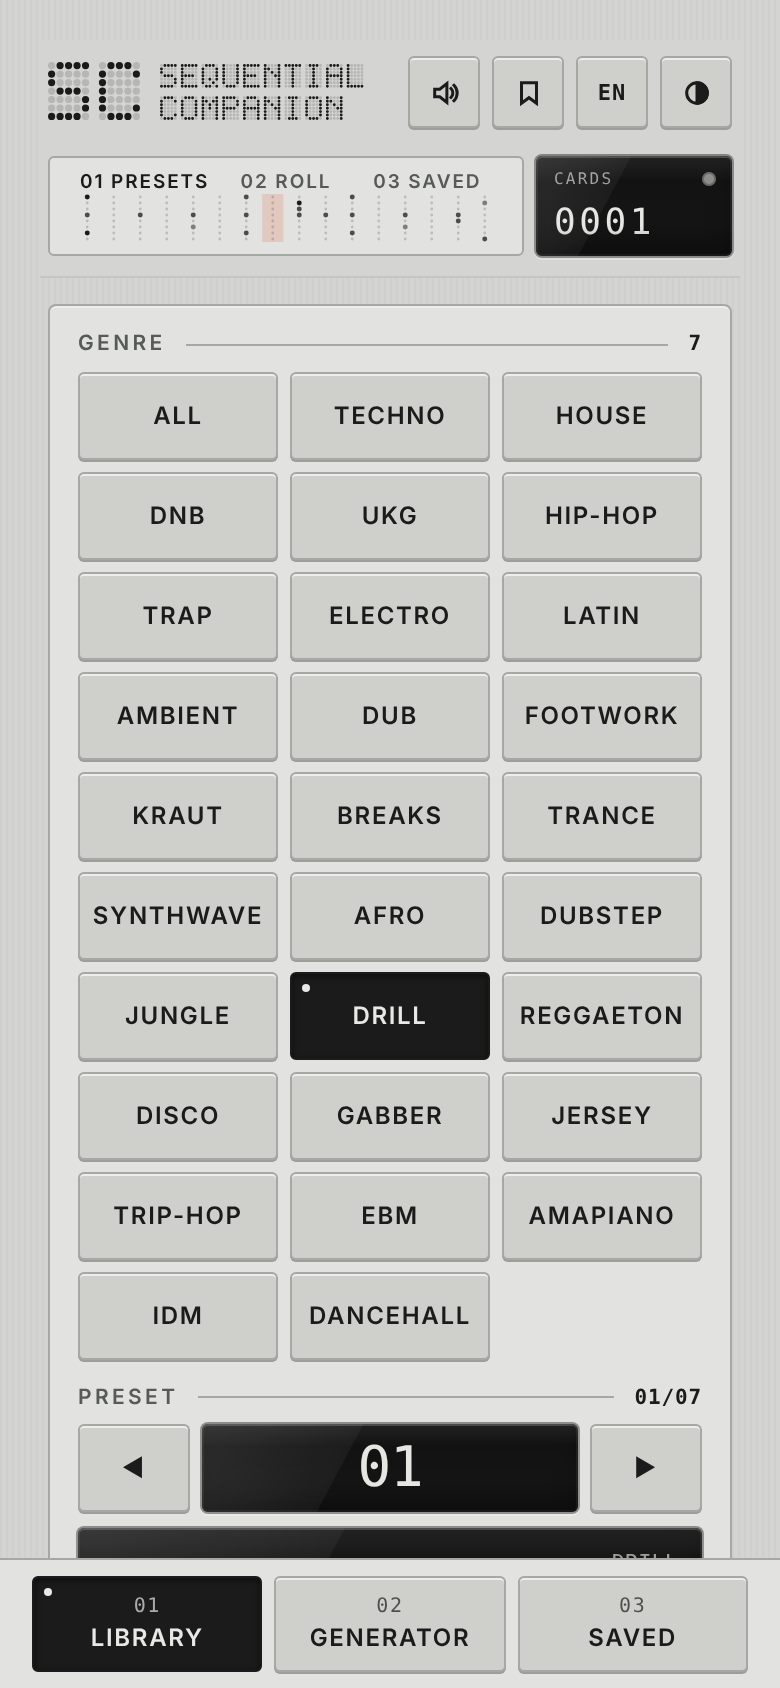 SC SEQUENTIAL
COMPANION
EN
01 PRESETS 02 ROLL 03 SAVED
CARDS
0001
GENRE 7
ALL TECHNO HOUSE
DNB UKG HIP-HOP
TRAP ELECTRO LATIN
AMBIENT DUB FOOTWORK
KRAUT BREAKS TRANCE
SYNTHWAVE AFRO DUBSTEP
JUNGLE DRILL REGGAETON
DISCO GABBER JERSEY
TRIP-HOP EBM AMAPIANO
IDM DANCEHALL
PRESET 01/07
01
DRILL
01 02 03
LIBRARY GENERATOR SAVED